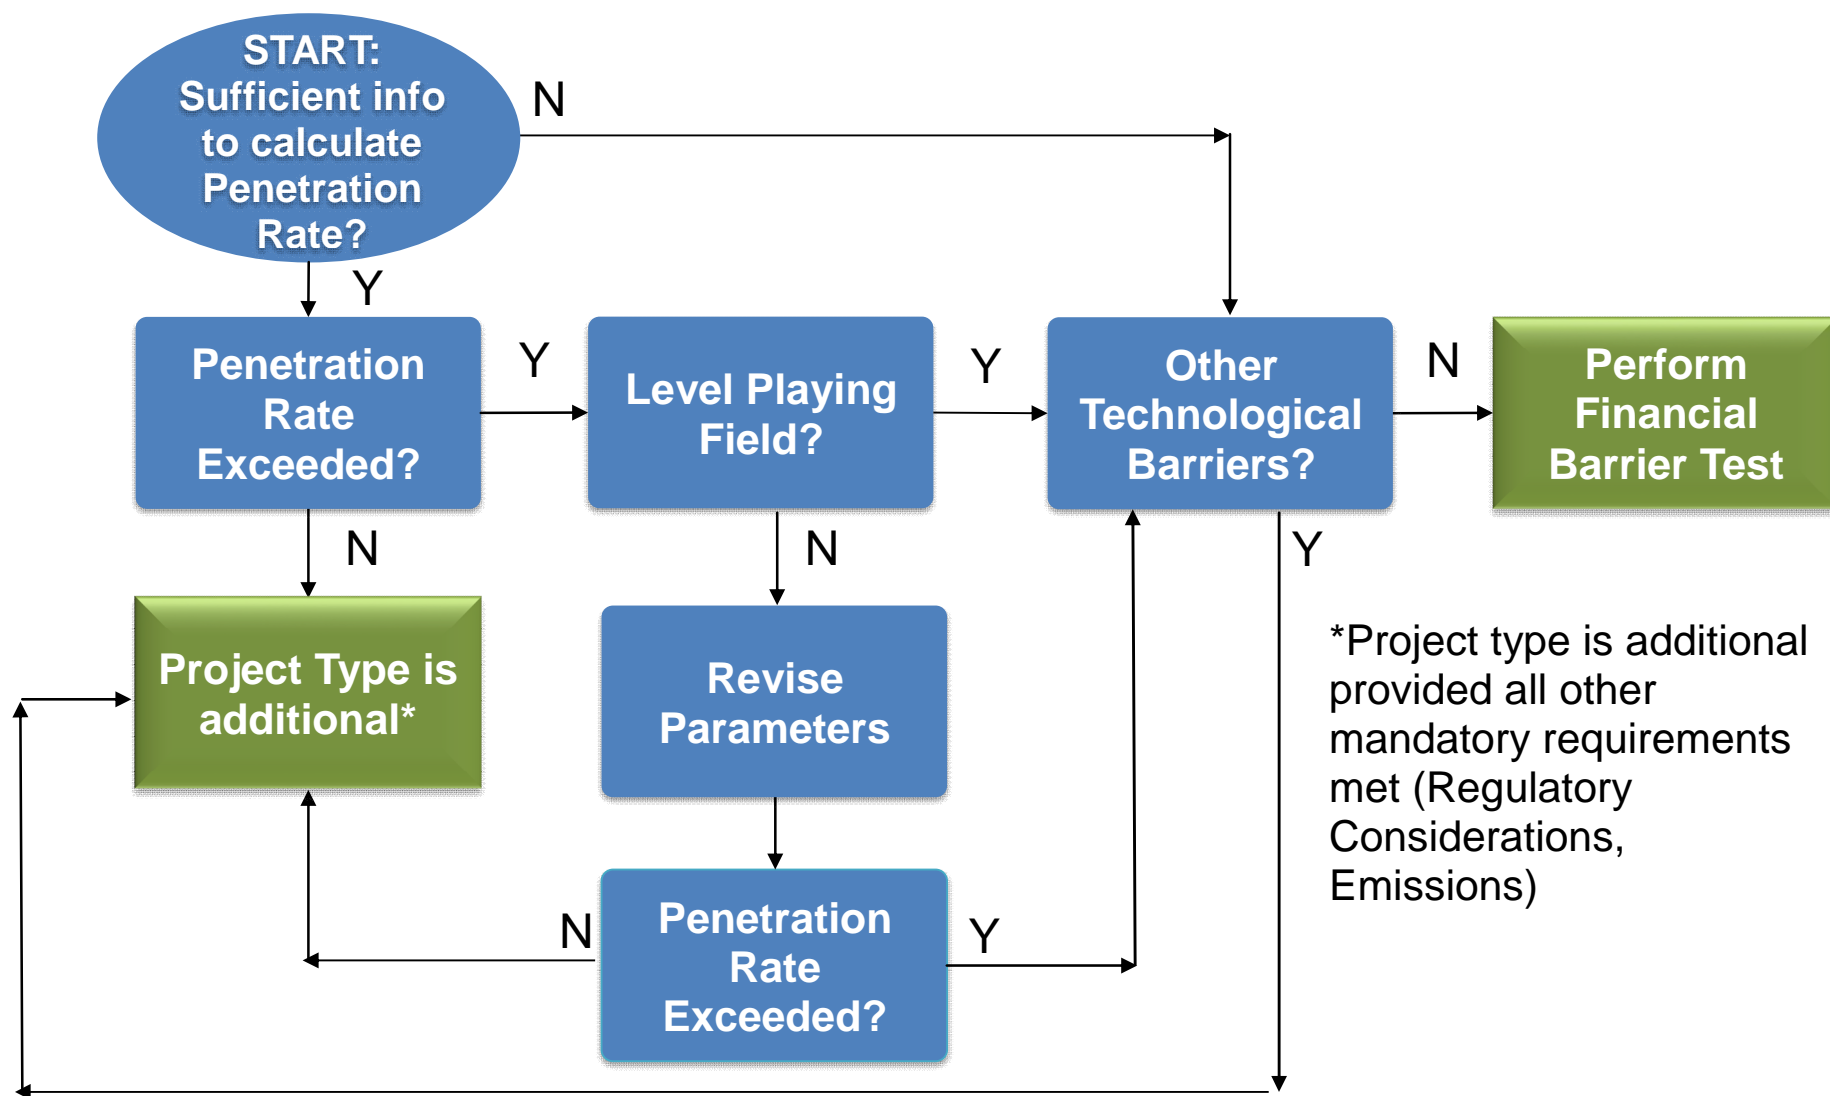 START:
Sufficient info
to calculate
Penetration
Rate?
N
Y
Penetration
Rate
Exceeded?
Y
Level Playing
Field?
Y
Other
Technological
Barriers?
N
Perform
Financial
Barrier Test
N
N
Y
Project Type is
additional*
Revise
Parameters
*Project type is additional
provided all other
mandatory requirements
met (Regulatory
Considerations,
Emissions)
N
Penetration
Rate
Exceeded?
Y